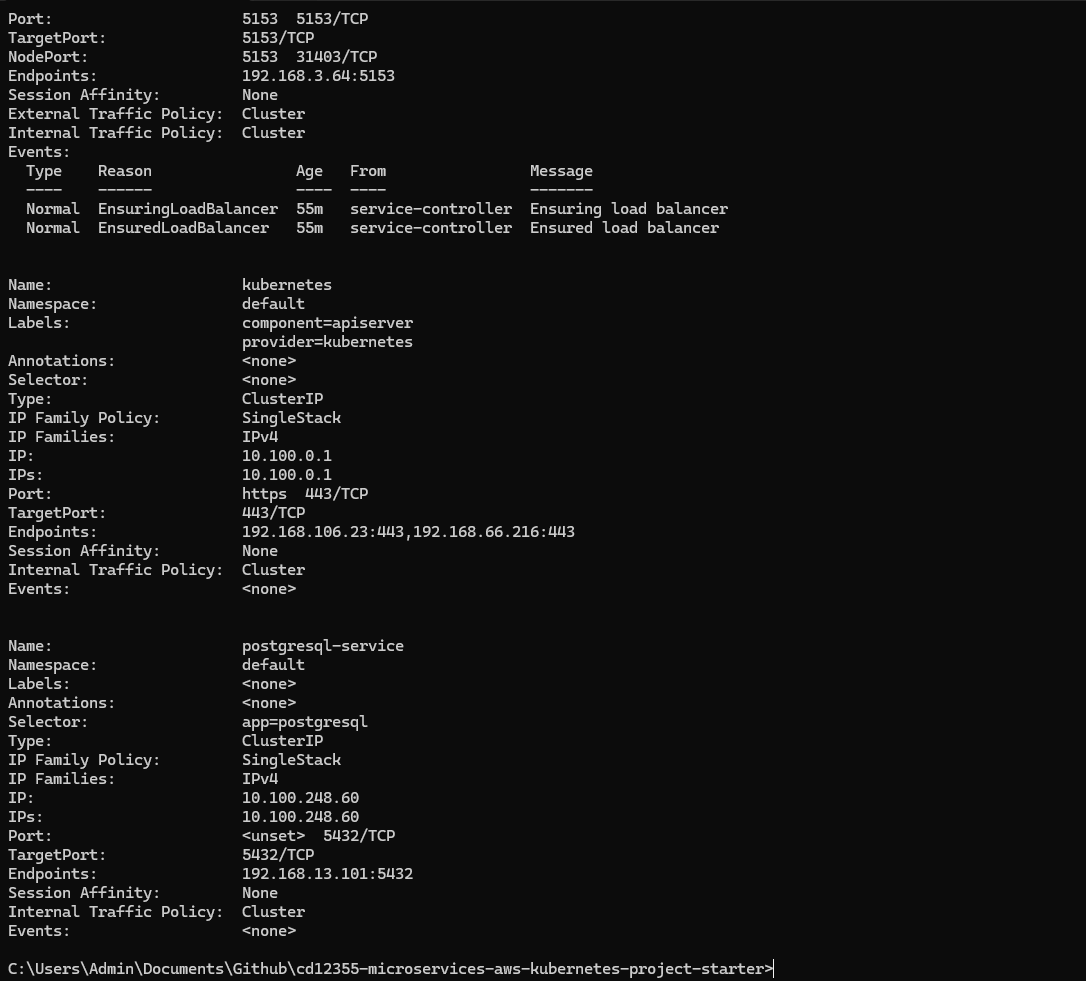 Port:                     5153  5153/TCP
TargetPort:               5153/TCP
NodePort:                 5153  31403/TCP
Endpoints:                192.168.3.64:5153
Session Affinity:         None
External Traffic Policy:  Cluster
Internal Traffic Policy:  Cluster
Events:
  Type    Reason                Age   From                Message
  ----    ------                ----  ----                -------
  Normal  EnsuringLoadBalancer  55m   service-controller  Ensuring load balancer
  Normal  EnsuredLoadBalancer   55m   service-controller  Ensured load balancer

Name:                     kubernetes
Namespace:                default
Labels:                   component=apiserver
                          provider=kubernetes
Annotations:              <none>
Selector:                 <none>
Type:                     ClusterIP
IP Family Policy:         SingleStack
IP Families:              IPv4
IP:                       10.100.0.1
IPs:                      10.100.0.1
Port:                     https  443/TCP
TargetPort:               443/TCP
Endpoints:                192.168.106.23:443,192.168.66.216:443
Session Affinity:         None
Internal Traffic Policy:  Cluster
Events:                   <none>

Name:                     postgresql-service
Namespace:                default
Labels:                   <none>
Annotations:              <none>
Selector:                 app=postgresql
Type:                     ClusterIP
IP Family Policy:         SingleStack
IP Families:              IPv4
IP:                       10.100.248.60
IPs:                      10.100.248.60
Port:                     <unset>  5432/TCP
TargetPort:               5432/TCP
Endpoints:                192.168.13.101:5432
Session Affinity:         None
Internal Traffic Policy:  Cluster
Events:                   <none>

C:\Users\Admin\Documents\Github\cd12355-microservices-aws-kubernetes-project-starter>